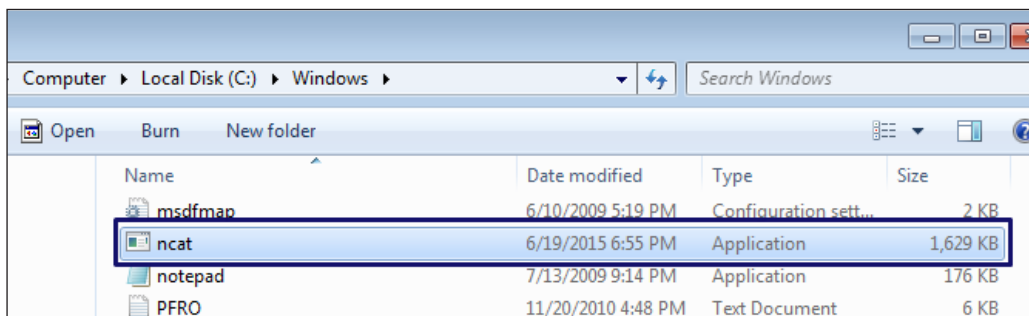 Computer ▸ Local Disk (C:) ▸ Windows ▸ Search Windows
Open Burn New folder
Name Date modified Type Size
msdfmap 6/10/2009 5:19 PM Configuration sett... 2 KB
ncat 6/19/2015 6:55 PM Application 1,629 KB
notepad 7/13/2009 9:14 PM Application 176 KB
PFRO 11/20/2010 4:48 PM Text Document 6 KB